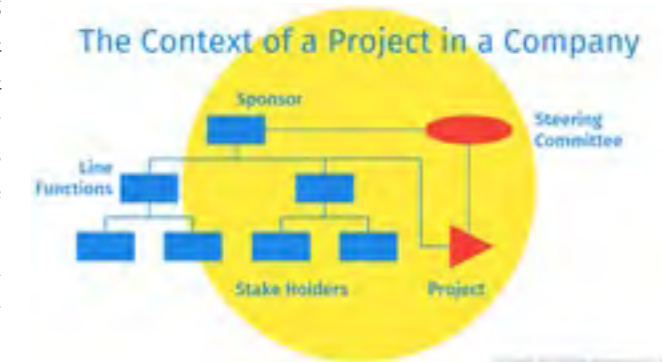 The Context of a Project in a Company
Sponsor
Steering
Committee
Line
Functions
Stake Holders
Project